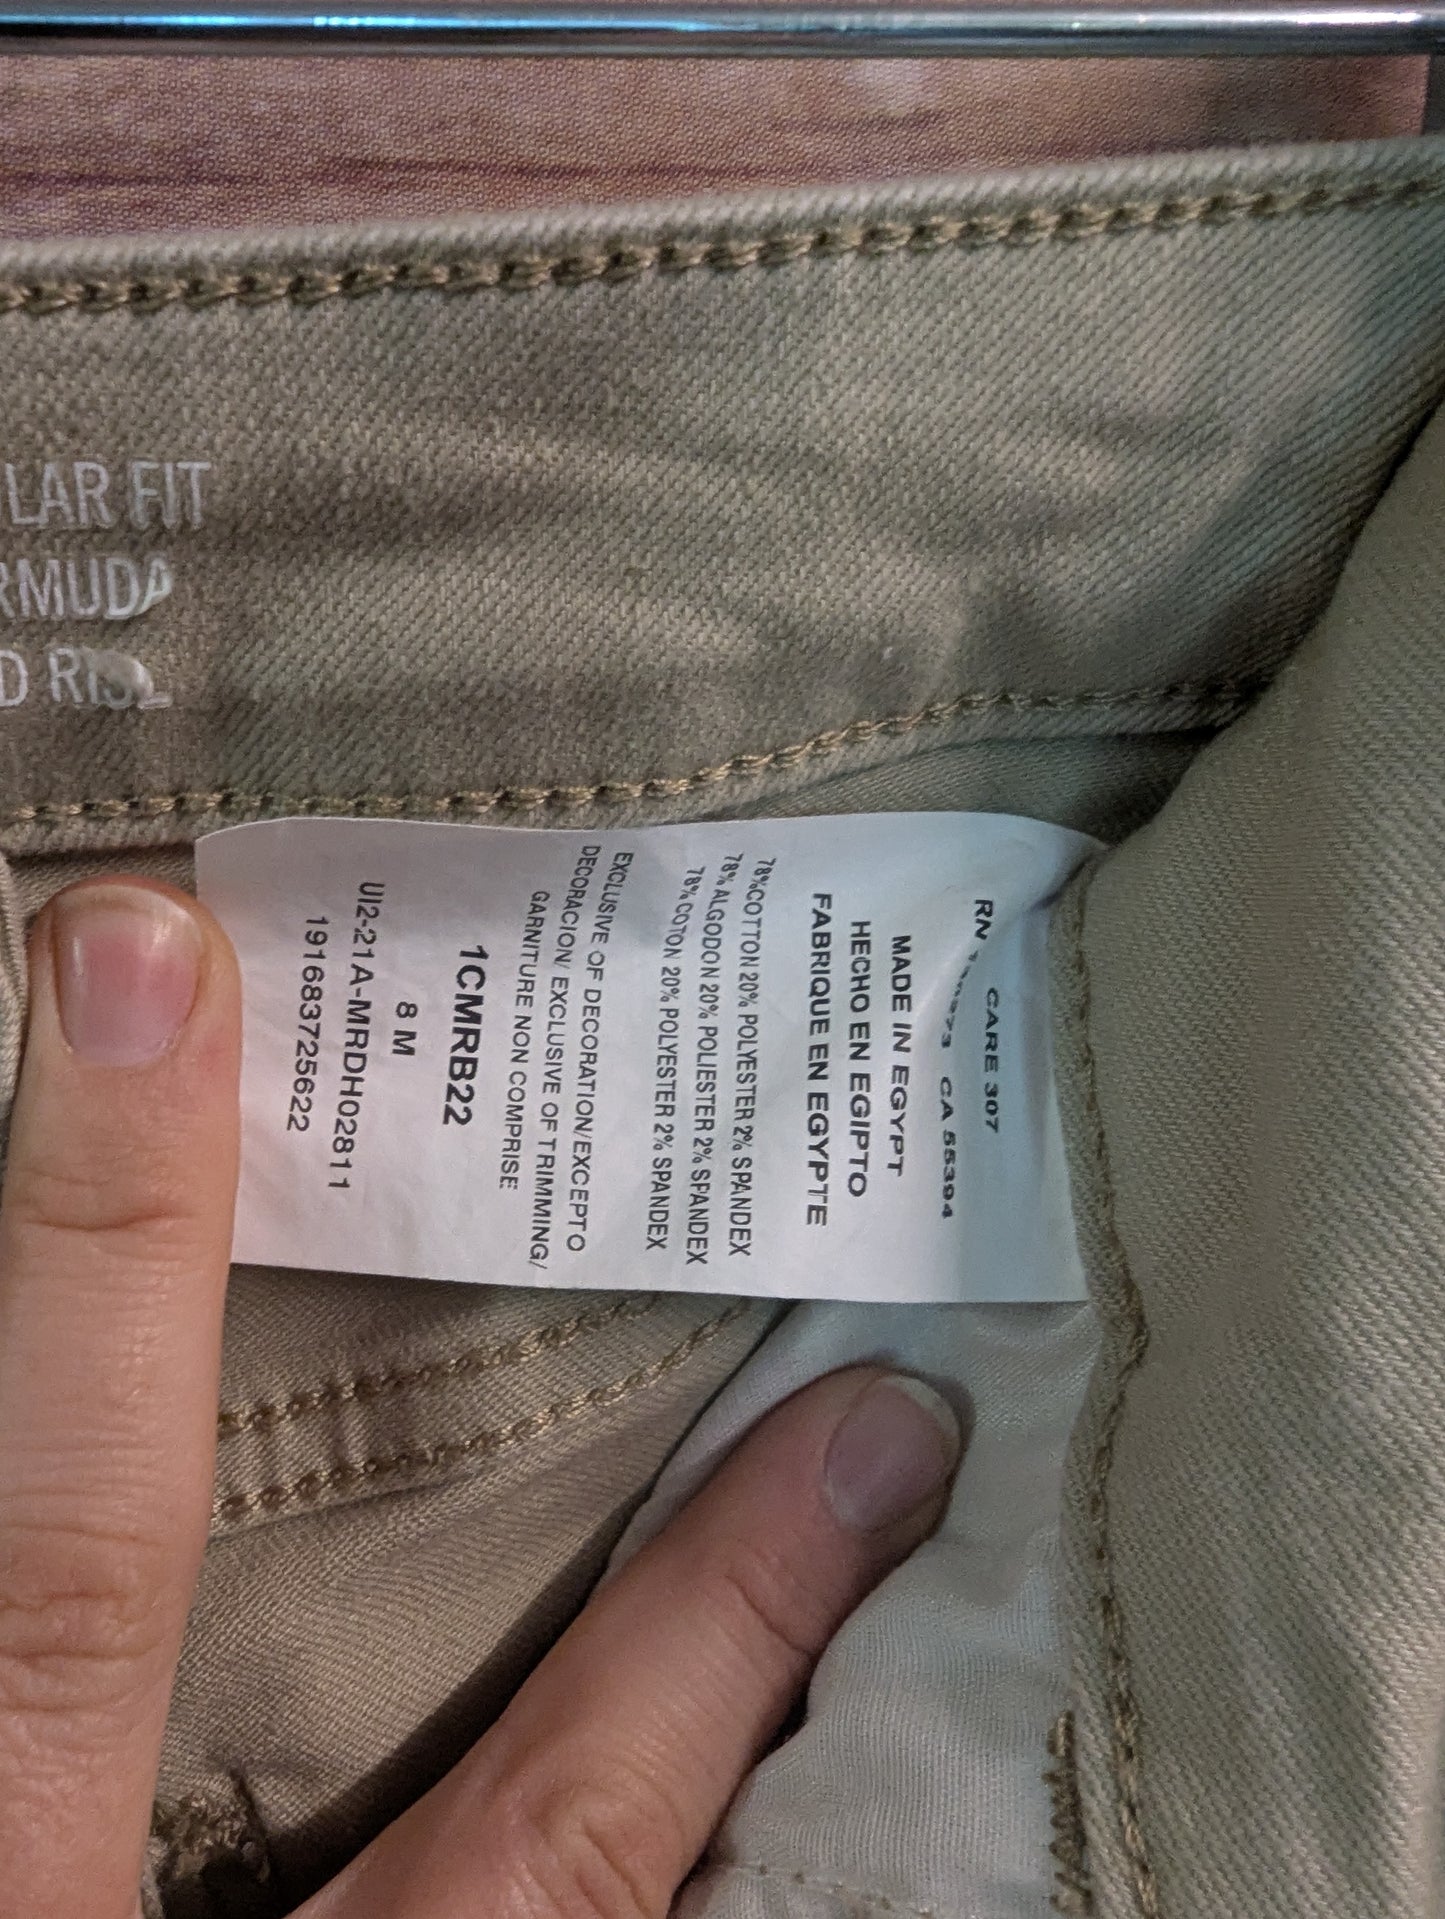 LAR FIT
RMUDA
D RISE
RN CA 55394
CARE 307
MADE IN EGYPT
HECHO EN EGIPTO
FABRIQUE EN EGYPTE
78%COTTON 20% POLYESTER 2% SPANDEX
78% ALGODON 20% POLIESTER 2% SPANDEX
78% COTON 20% POLYESTER 2% SPANDEX
EXCLUSIVE OF DECORATION/EXCEPTO
DECORACION/ EXCLUSIVE OF TRIMMING/
GARNITURE NON COMPRISE
1CMRB22
8 M
UI2-21A-MRDH02811
191683725622